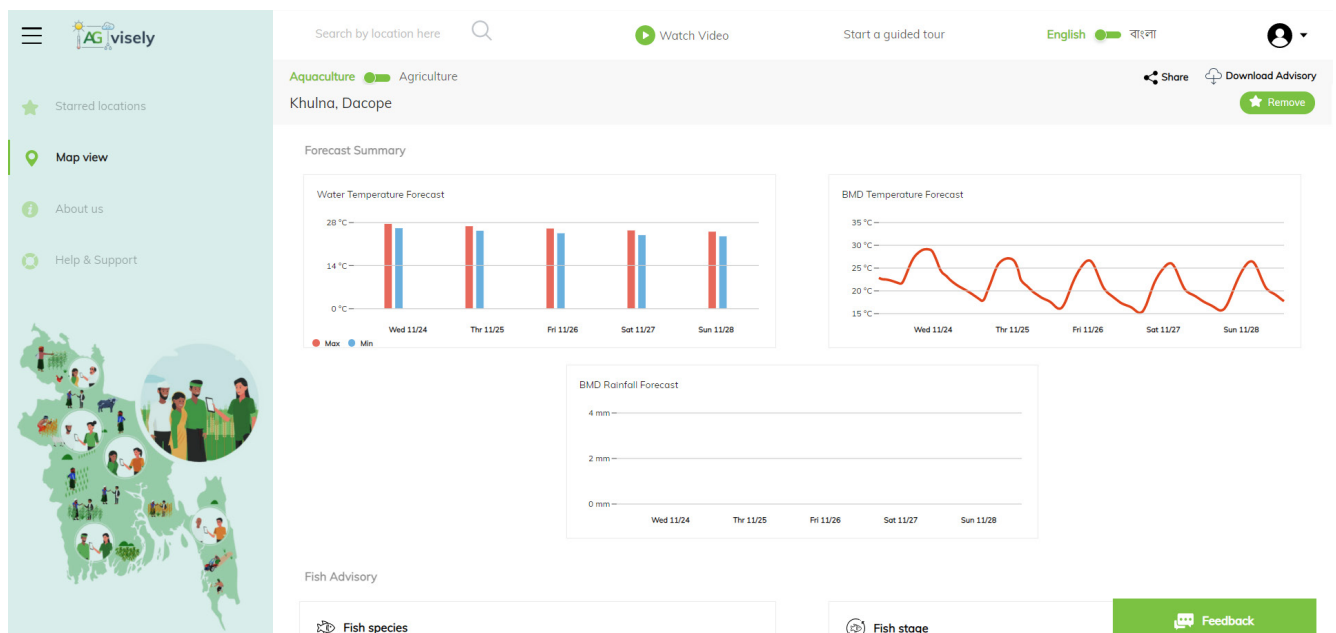 AG visely
Search by location here
Watch Video
Start a guided tour
English বাংলা
Aquaculture Agriculture
Share
Download Advisory
Khulna, Dacope
Remove
Starred locations
Map view
About us
Help & Support
Forecast Summary
Water Temperature Forecast
28 °C
14 °C
0 °C
Wed 11/24 Thr 11/25 Fri 11/26 Sat 11/27 Sun 11/28
Max Min
BMD Temperature Forecast
35 °C
30 °C
25 °C
20 °C
15 °C
Wed 11/24 Thr 11/25 Fri 11/26 Sat 11/27 Sun 11/28
BMD Rainfall Forecast
4 mm
2 mm
0 mm
Wed 11/24 Thr 11/25 Fri 11/26 Sat 11/27 Sun 11/28
Fish Advisory
Fish species
Fish stage
Feedback